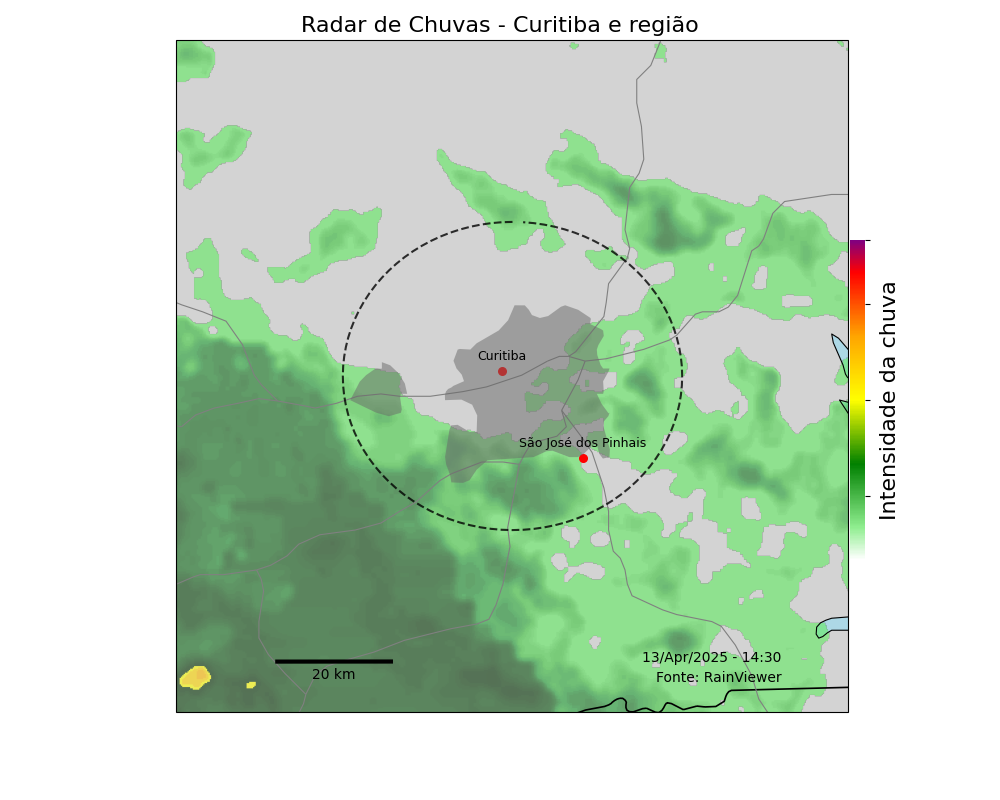 Radar de Chuvas - Curitiba e região
Curitiba
São José dos Pinhais
Intensidade da chuva
20 km
13/Apr/2025 - 14:30
Fonte: RainViewer